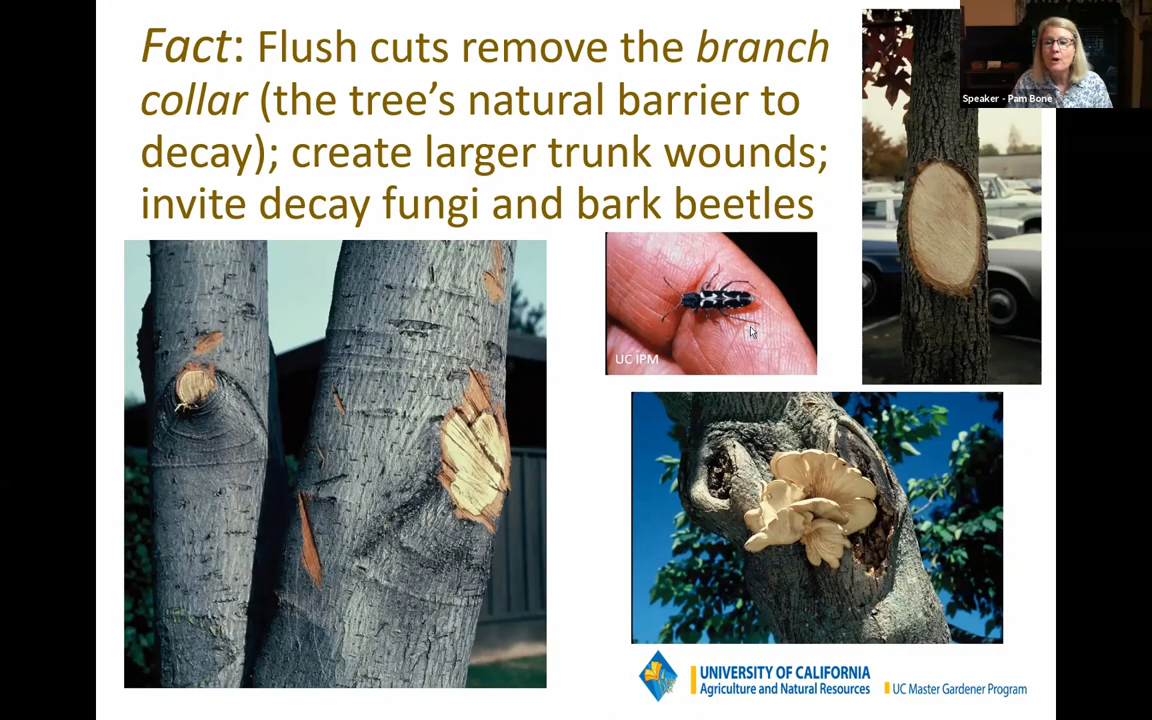 Fact: Flush cuts remove the branch
collar (the tree’s natural barrier to
decay); create larger trunk wounds;
invite decay fungi and bark beetles
Speaker - Pam Bone
UC IPM
UNIVERSITY OF CALIFORNIA
Agriculture and Natural Resources
UC Master Gardener Program